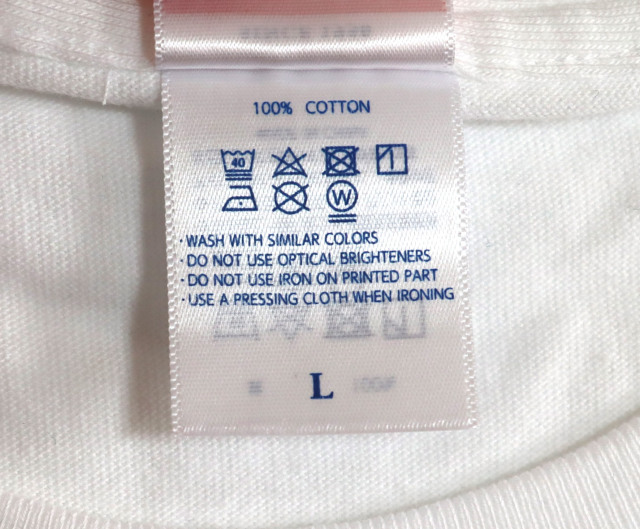 100% COTTON
40
W
· WASH WITH SIMILAR COLORS
· DO NOT USE OPTICAL BRIGHTENERS
· DO NOT USE IRON ON PRINTED PART
· USE A PRESSING CLOTH WHEN IRONING
L